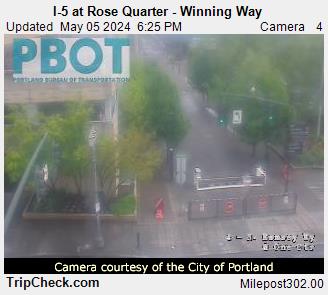 I-5 at Rose Quarter - Winning Way
Updated May 05 2024 6:25 PM Camera 4
PBOT
PORTLAND BUREAU OF TRANSPORTATION
Camera courtesy of the City of Portland
TripCheck.com Milepost302.00